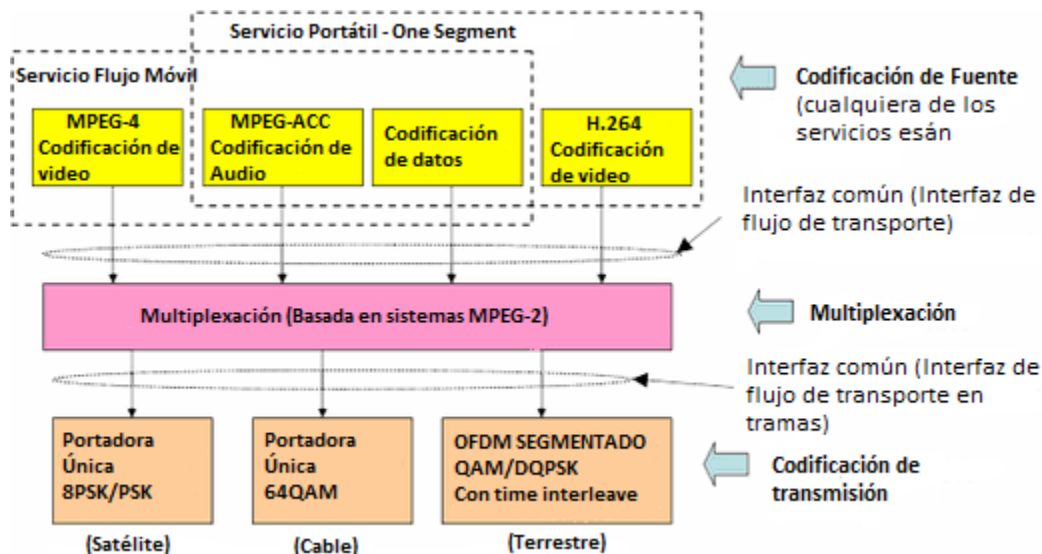 Servicio Portátil - One Segment
Servicio Flujo Móvil
MPEG-4
Codificación de
video
MPEG-ACC
Codificación de
Audio
Codificación
de datos
H.264
Codificación
de video
Codificación de Fuente
(cualquiera de los
servicios esán
Interfaz común (Interfaz de
flujo de transporte)
Multiplexación (Basada en sistemas MPEG-2)
Multiplexación
Interfaz común (Interfaz de
flujo de transporte en
tramas)
Portadora
Única
8PSK/PSK
Portadora
Única
64QAM
OFDM SEGMENTADO
QAM/DQPSK
Con time interleave
Codificación de
transmisión
(Satélite)
(Cable)
(Terrestre)